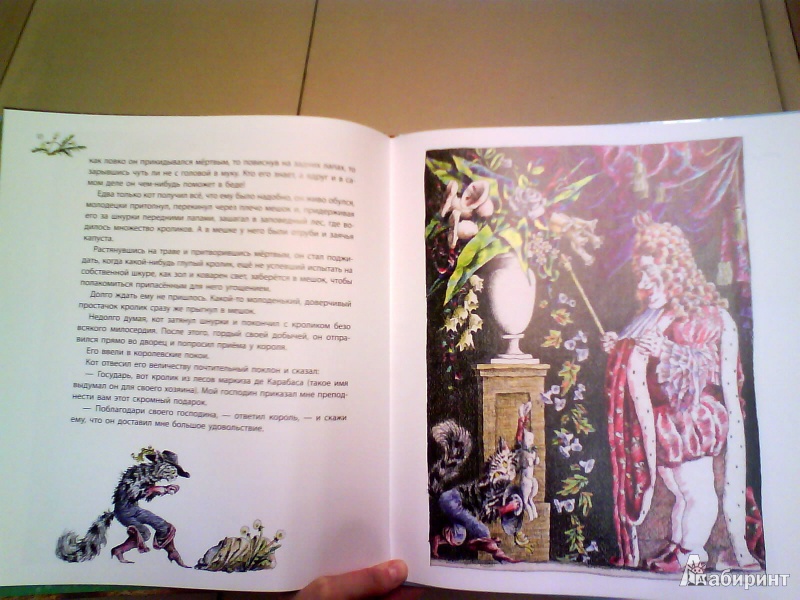 как ловко он прикидывался мёртвым, то повиснув на задних лапах, то
зарывшись чуть ли не с головой в муку. Кто его знает, а вдруг и в са-
мом деле он чем-нибудь поможет в беде!
Едва только кот получил всё, что ему было надобно, он живо обулся,
молодецки притопнул, перекинул через плечо мешок и, придерживая
его за шнурки передними лапами, зашагал в заповедный лес, где во-
дилось множество кроликов. А в мешке у него были отруби и заячья
капуста.
Растянувшись на траве и притворившись мёртвым, он стал поджи-
дать, когда какой-нибудь глупый кролик, ещё не успевший испытать на
собственной шкуре, как зол и коварен свет, заберётся в мешок, чтобы
полакомиться припасённым для него угощением.
Долго ждать ему не пришлось. Какой-то молоденький, доверчивый
простачок кролик сразу же прыгнул в мешок.
Недолго думая, кот затянул шнурки и покончил с кроликом безо
всякого милосердия. После этого, гордый своей добычей, он отпра-
вился прямо во дворец и попросил приёма у короля.
Его ввели в королевские покои.
Кот отвесил его величеству почтительный поклон и сказал:
— Государь, вот кролик из лесов маркиза де Карабаса (такое имя
выдумал он для своего хозяина). Мой господин приказал мне препод-
нести вам этот скромный подарок.
— Поблагодари своего господина, — ответил король, — и скажи
ему, что он доставил мне большое удовольствие.
Лабиринт